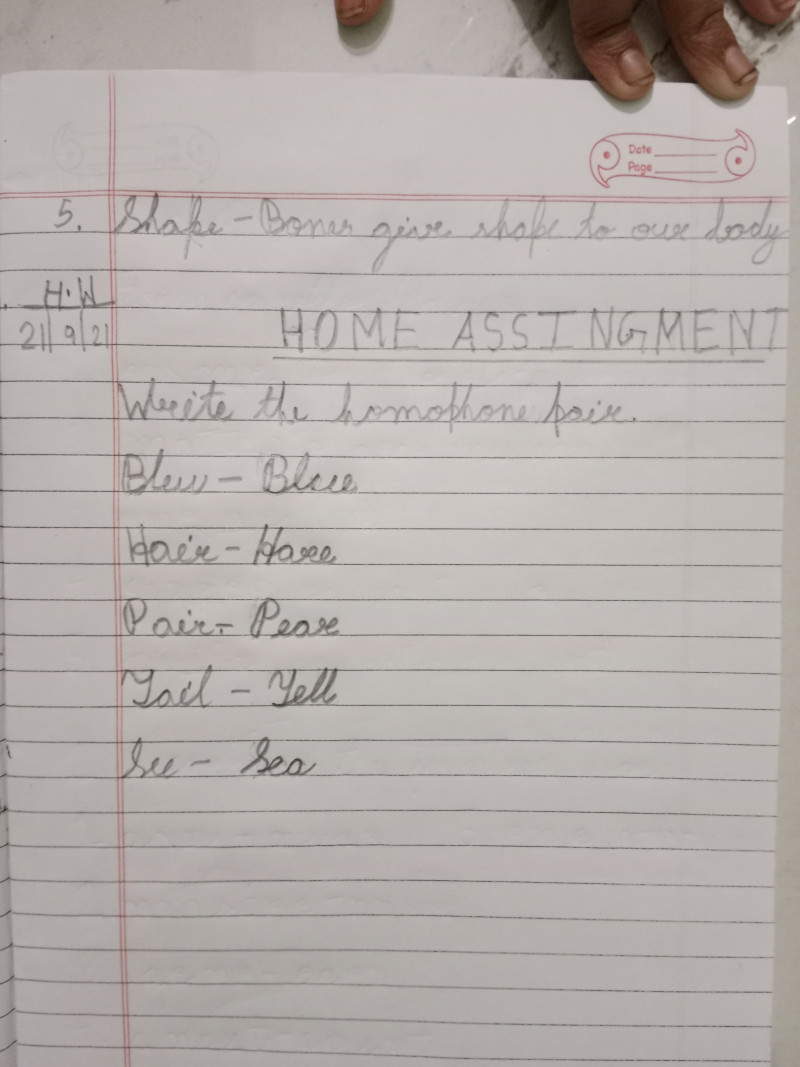 Date
Page
5. Shape - Bones give shape to our body
H.W
21/9/21
HOME ASSINGMENT
Write the homophone pair.
Blew - Blue
Hair - Hare
Pair - Peare
Tail - Tell
See - Sea